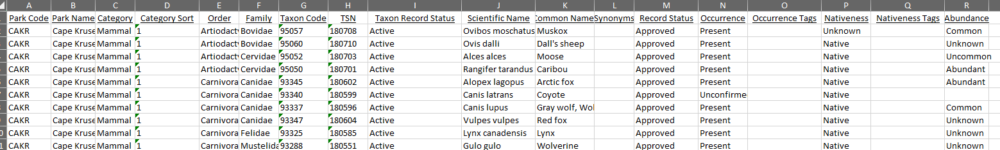 A B C D E F G H I J K L M N O P Q R
Park Code Park Name Category Category Sort Order Family Taxon Code TSN Taxon Record Status Scientific Name Common Name Synonyms Record Status Occurrence Occurrence Tags Nativeness Nativeness Tags Abundance
CAKR Cape Kruse Mammal 1 Artiodact Bovidae 95057 180708 Active Ovibos moschatus Muskox Approved Present Unknown Common
CAKR Cape Kruse Mammal 1 Artiodact Bovidae 95060 180710 Active Ovis dalli Dall's sheep Approved Present Native Unknown
CAKR Cape Kruse Mammal 1 Artiodact Cervidae 95052 180703 Active Alces alces Moose Approved Present Native Uncommon
CAKR Cape Kruse Mammal 1 Artiodact Cervidae 95050 180701 Active Rangifer tarandus Caribou Approved Present Native Abundant
CAKR Cape Kruse Mammal 1 Carnivora Canidae 93345 180602 Active Alopex lagopus Arctic fox Approved Present Native Abundant
CAKR Cape Kruse Mammal 1 Carnivora Canidae 93340 180599 Active Canis latrans Coyote Approved Unconfirme Native
CAKR Cape Kruse Mammal 1 Carnivora Canidae 93337 180596 Active Canis lupus Gray wolf, Wol Approved Present Native Common
CAKR Cape Kruse Mammal 1 Carnivora Canidae 93347 180604 Active Vulpes vulpes Red fox Approved Present Native Unknown
CAKR Cape Kruse Mammal 1 Carnivora Felidae 93325 180585 Active Lynx canadensis Lynx Approved Present Native Unknown
CAKR Cape Kruse Mammal 1 Carnivora Mustelida 93288 180551 Active Gulo gulo Wolverine Approved Present Native Unknown